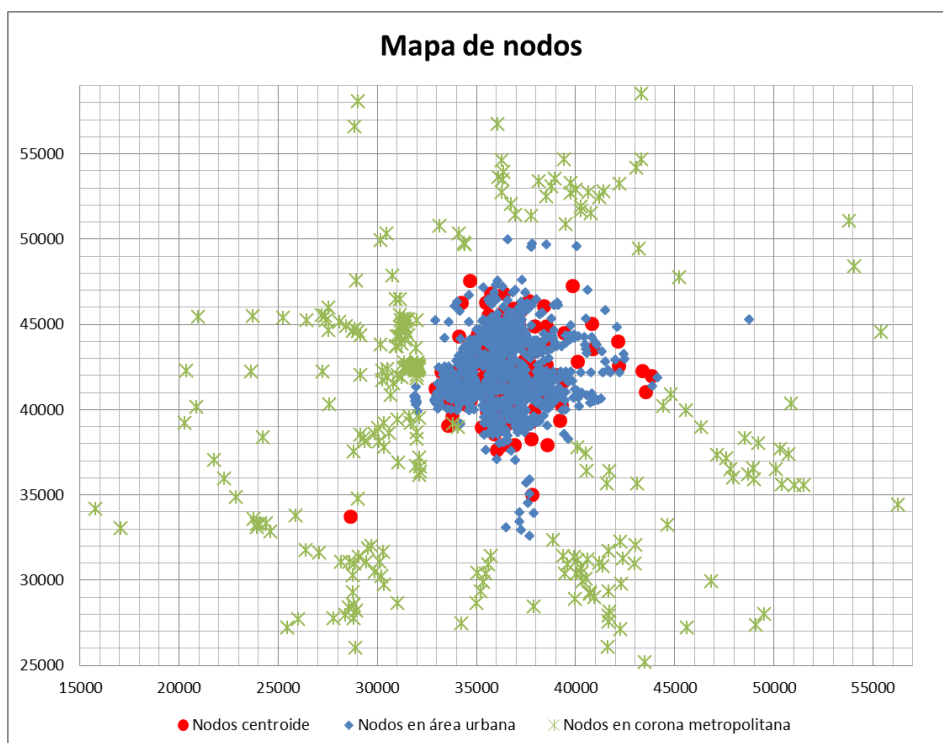 Mapa de nodos
55000
50000
45000
40000
35000
30000
25000
15000 20000 25000 30000 35000 40000 45000 50000 55000
Nodos centroide Nodos en área urbana Nodos en corona metropolitana